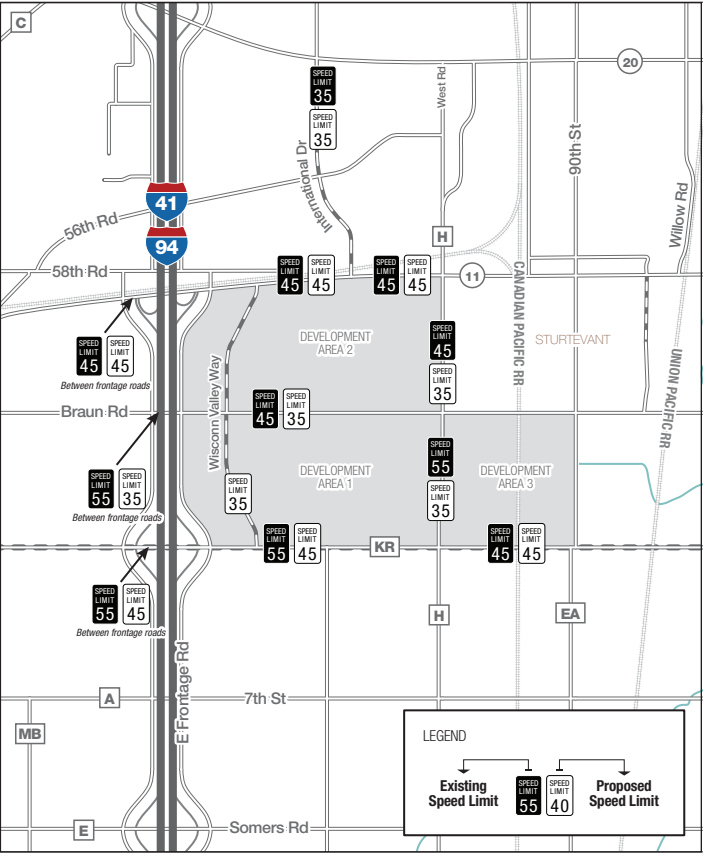 C
20
West Rd
SPEED
LIMIT
35
SPEED
LIMIT
35
International Dr
90th St
Willow Rd
41
56th Rd
94
H
58th Rd
11
SPEED
LIMIT
45
SPEED
LIMIT
45
SPEED
LIMIT
45
SPEED
LIMIT
45
CANADIAN PACIFIC RR
SPEED
LIMIT
45
SPEED
LIMIT
45
Between frontage roads
DEVELOPMENT
AREA 2
SPEED
LIMIT
45
SPEED
LIMIT
35
STURTEVANT
UNION PACIFIC RR
Wisconn Valley Way
SPEED
LIMIT
45
SPEED
LIMIT
35
Braun Rd
SPEED
LIMIT
55
SPEED
LIMIT
35
Between frontage roads
SPEED
LIMIT
35
DEVELOPMENT
AREA 1
SPEED
LIMIT
55
SPEED
LIMIT
35
DEVELOPMENT
AREA 3
SPEED
LIMIT
55
SPEED
LIMIT
45
KR
SPEED
LIMIT
45
SPEED
LIMIT
45
SPEED
LIMIT
55
SPEED
LIMIT
45
Between frontage roads
H
EA
E Frontage Rd
A
7th St
MB
E
Somers Rd
LEGEND
Existing
Speed Limit
SPEED
LIMIT
55
SPEED
LIMIT
40
Proposed
Speed Limit